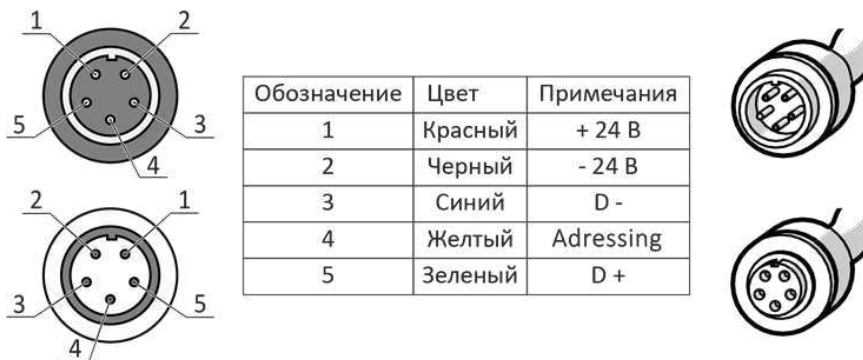 1 2
5 3
4
2 1
3 5
4
Обозначение Цвет Примечания
1 Красный + 24 В
2 Черный - 24 В
3 Синий D -
4 Желтый Adressing
5 Зеленый D +